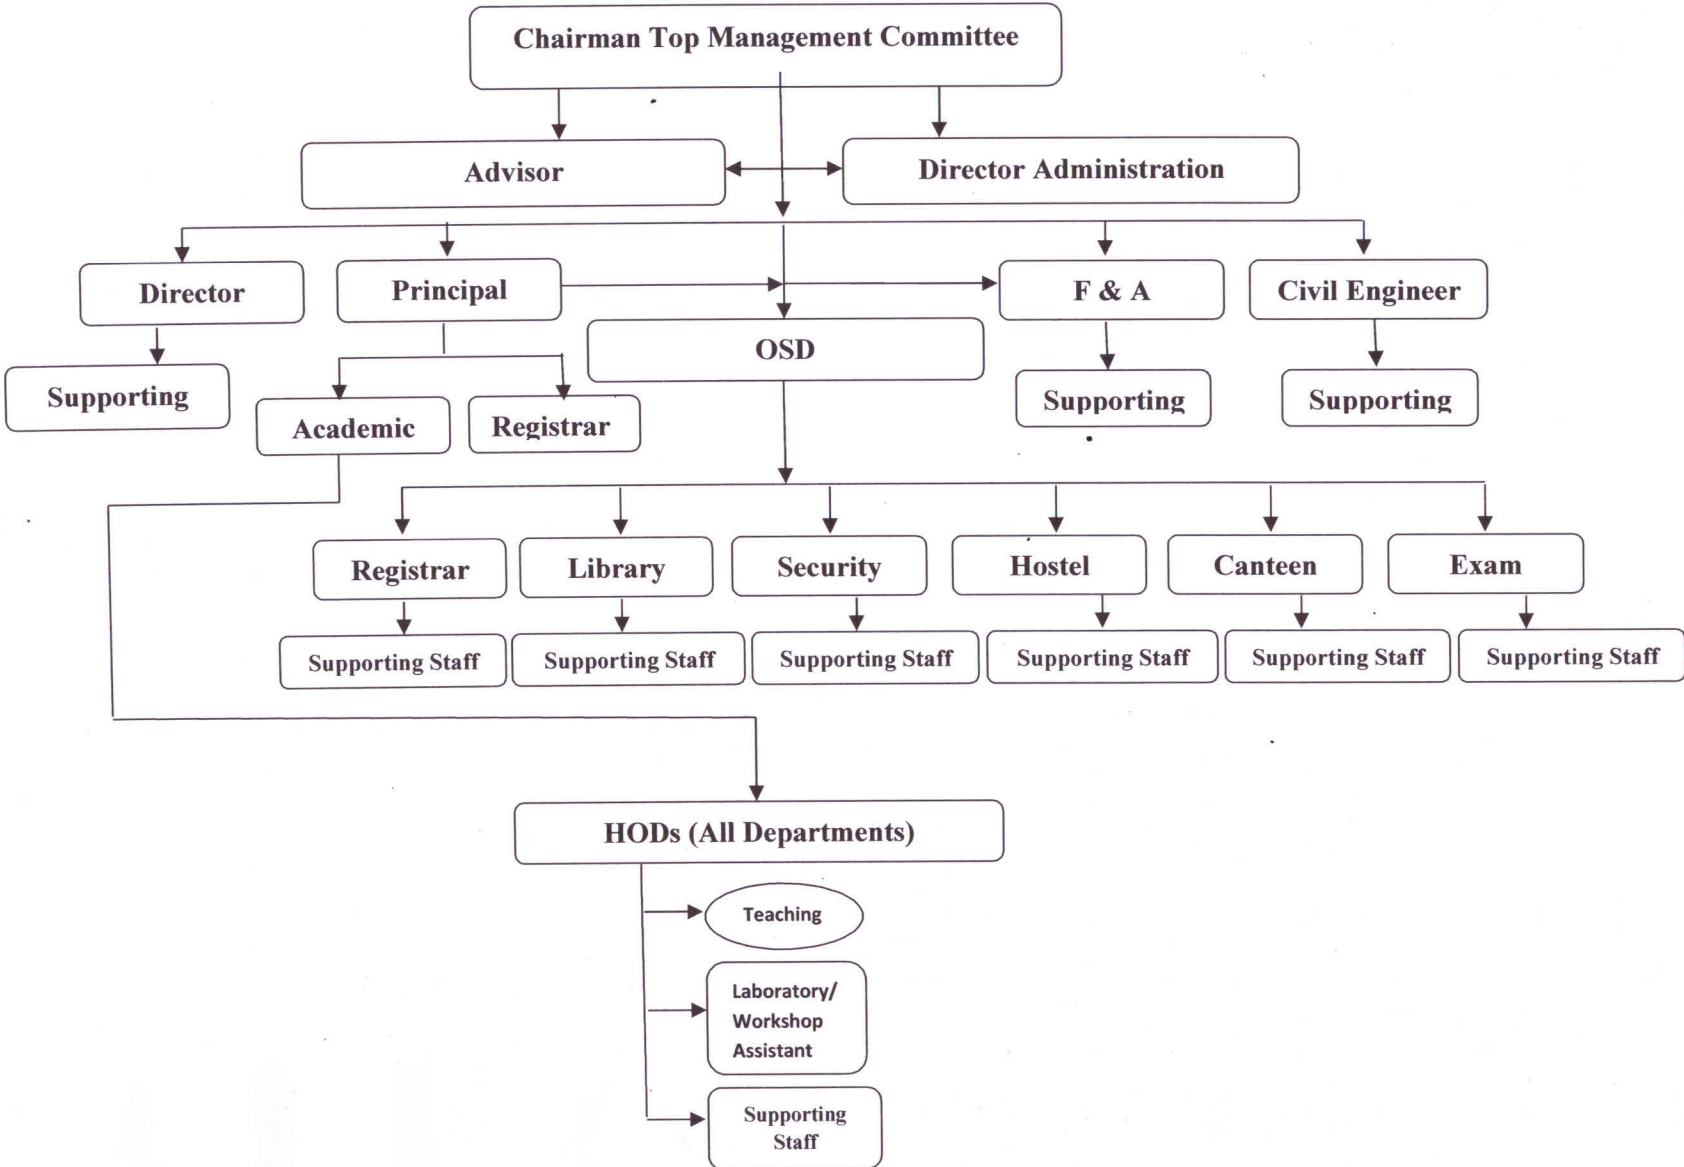 Chairman Top Management Committee
Advisor
Director Administration
Director
Principal
F & A
Civil Engineer
OSD
Supporting
Academic
Registrar
Supporting
Supporting
Registrar
Library
Security
Hostel
Canteen
Exam
Supporting Staff
Supporting Staff
Supporting Staff
Supporting Staff
Supporting Staff
Supporting Staff
HODs (All Departments)
Teaching
Laboratory/
Workshop
Assistant
Supporting
Staff